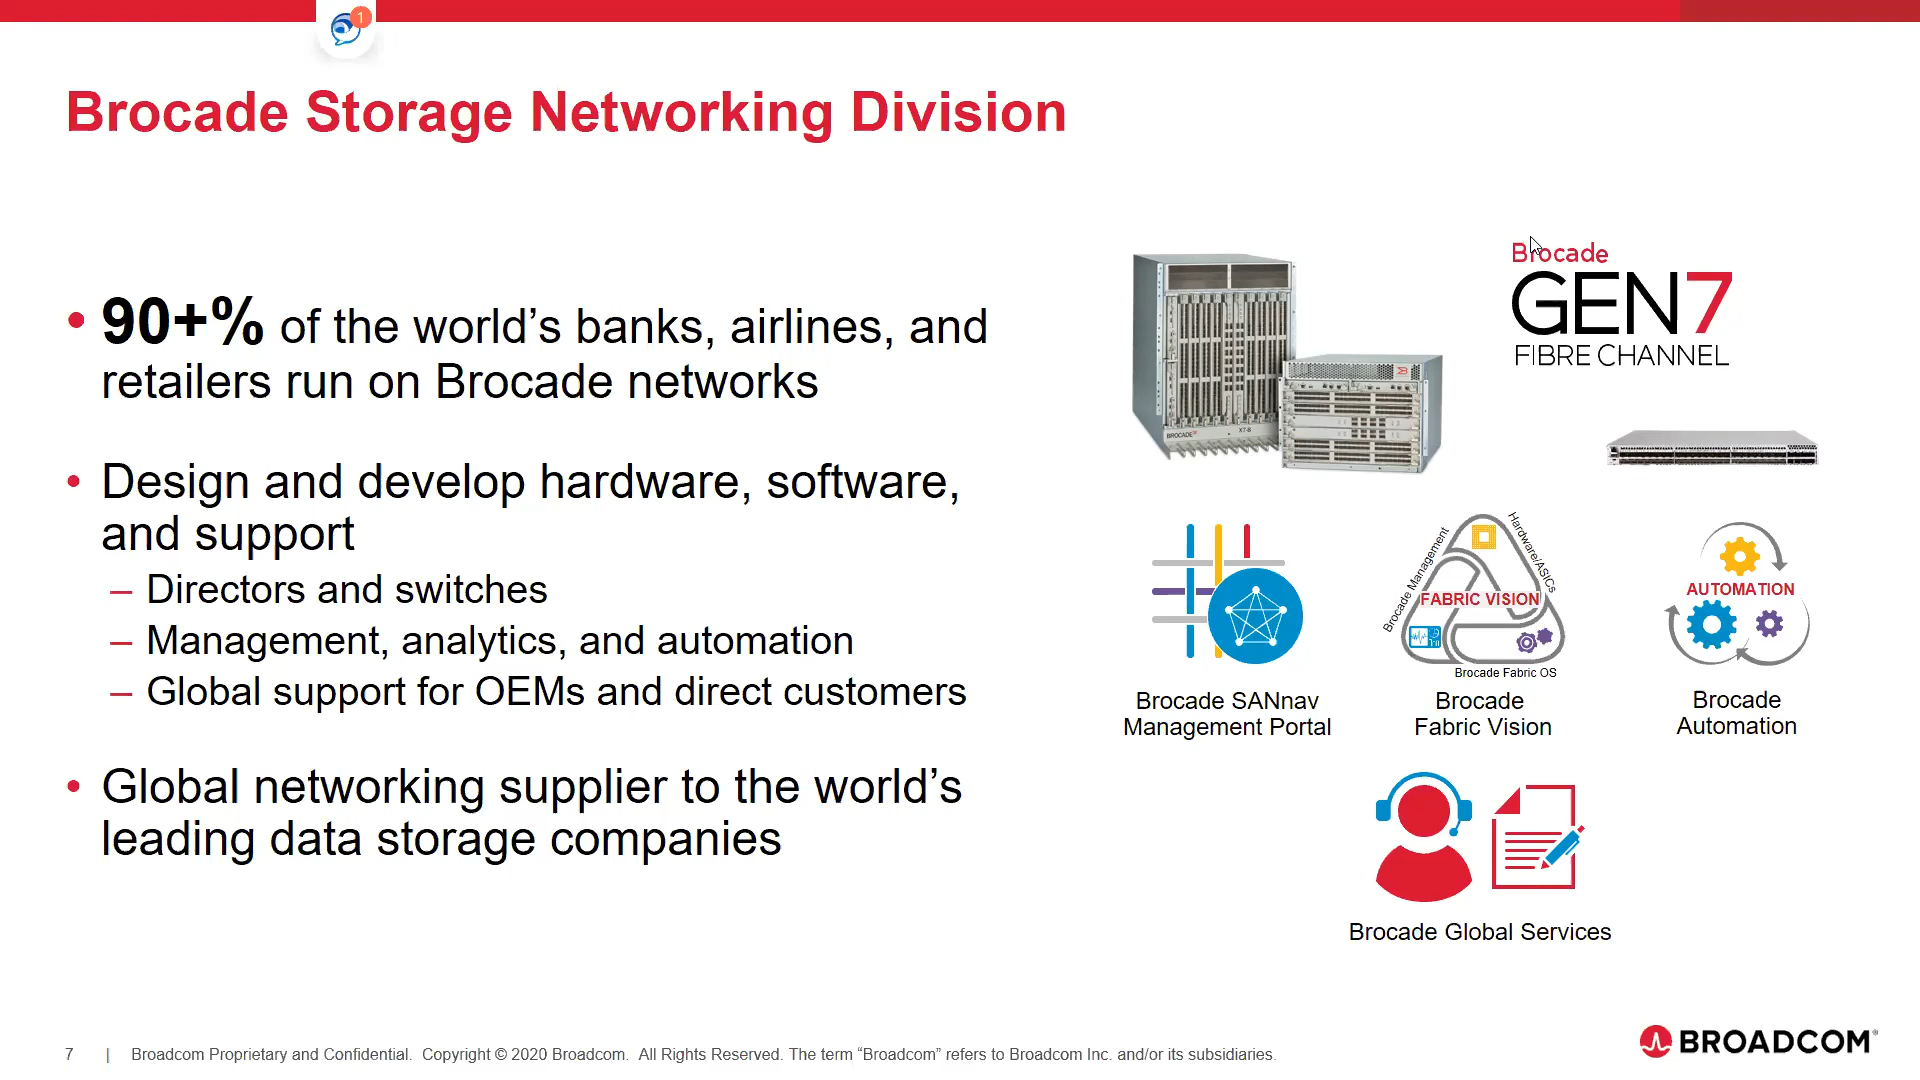 1
Brocade Storage Networking Division
• 90+% of the world’s banks, airlines, and
retailers run on Brocade networks
• Design and develop hardware, software,
and support
– Directors and switches
– Management, analytics, and automation
– Global support for OEMs and direct customers
• Global networking supplier to the world’s
leading data storage companies
Brocade
GEN7
FIBRE CHANNEL
BROCADE
X7-8
Brocade Management
Hardware/ASICs
FABRIC VISION
Brocade Fabric OS
AUTOMATION
Brocade SANnav
Management Portal
Brocade
Fabric Vision
Brocade
Automation
Brocade Global Services
7 | Broadcom Proprietary and Confidential. Copyright © 2020 Broadcom. All Rights Reserved. The term “Broadcom” refers to Broadcom Inc. and/or its subsidiaries.
BROADCOM®